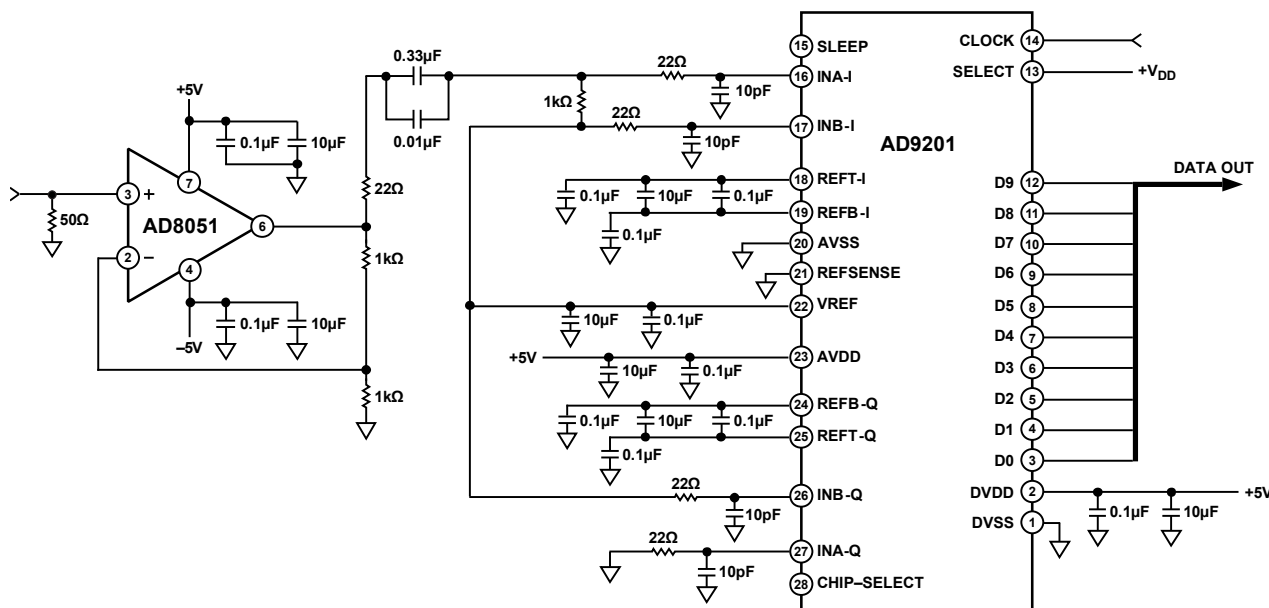 0.33µF
0.01µF
+5V
0.1µF
10µF
3
+
7
AD8051
6
50Ω
2
–
4
0.1µF
10µF
–5V
22Ω
1kΩ
1kΩ
22Ω
10pF
1kΩ
22Ω
10pF
0.1µF
10µF
0.1µF
0.1µF
10µF
0.1µF
+5V
10µF
0.1µF
0.1µF
10µF
0.1µF
0.1µF
22Ω
10pF
22Ω
10pF
AD9201
15 SLEEP
16 INA-I
17 INB-I
18 REFT-I
19 REFB-I
20 AVSS
21 REFSENSE
22 VREF
23 AVDD
24 REFB-Q
25 REFT-Q
26 INB-Q
27 INA-Q
28 CHIP–SELECT
CLOCK 14
SELECT 13 +VDD
DATA OUT
D9 12
D8 11
D7 10
D6 9
D5 8
D4 7
D3 6
D2 5
D1 4
D0 3
DVDD 2 +5V
DVSS 1
0.1µF
10µF